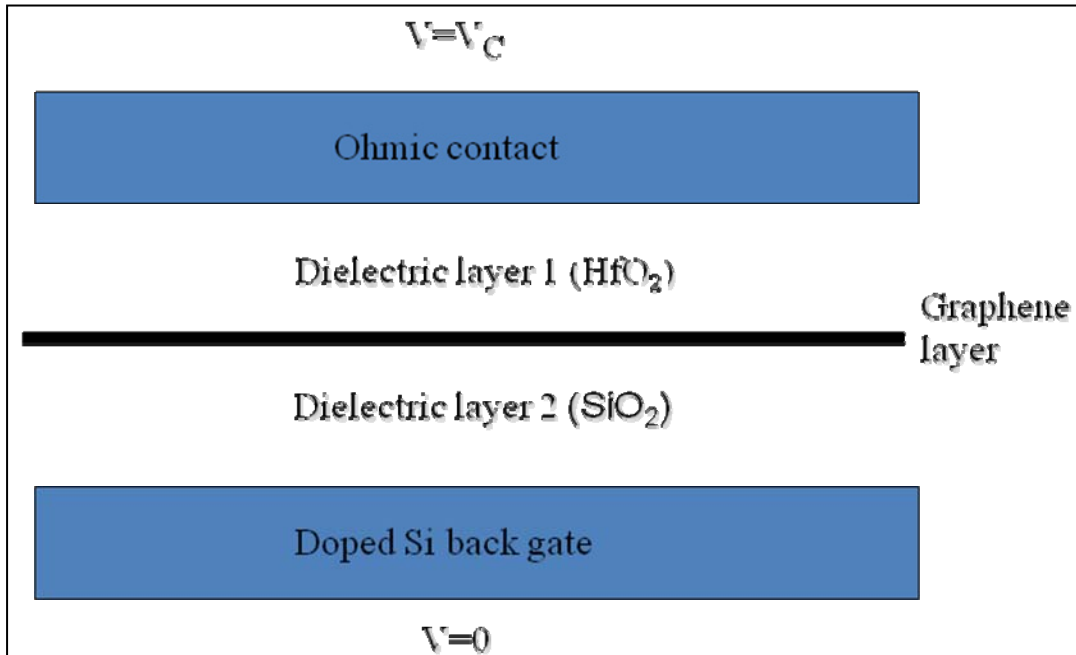 V=V_C
Ohmic contact
Dielectric layer 1 (HfO₂)
Graphene
layer
Dielectric layer 2 (SiO₂)
Doped Si back gate
V=0